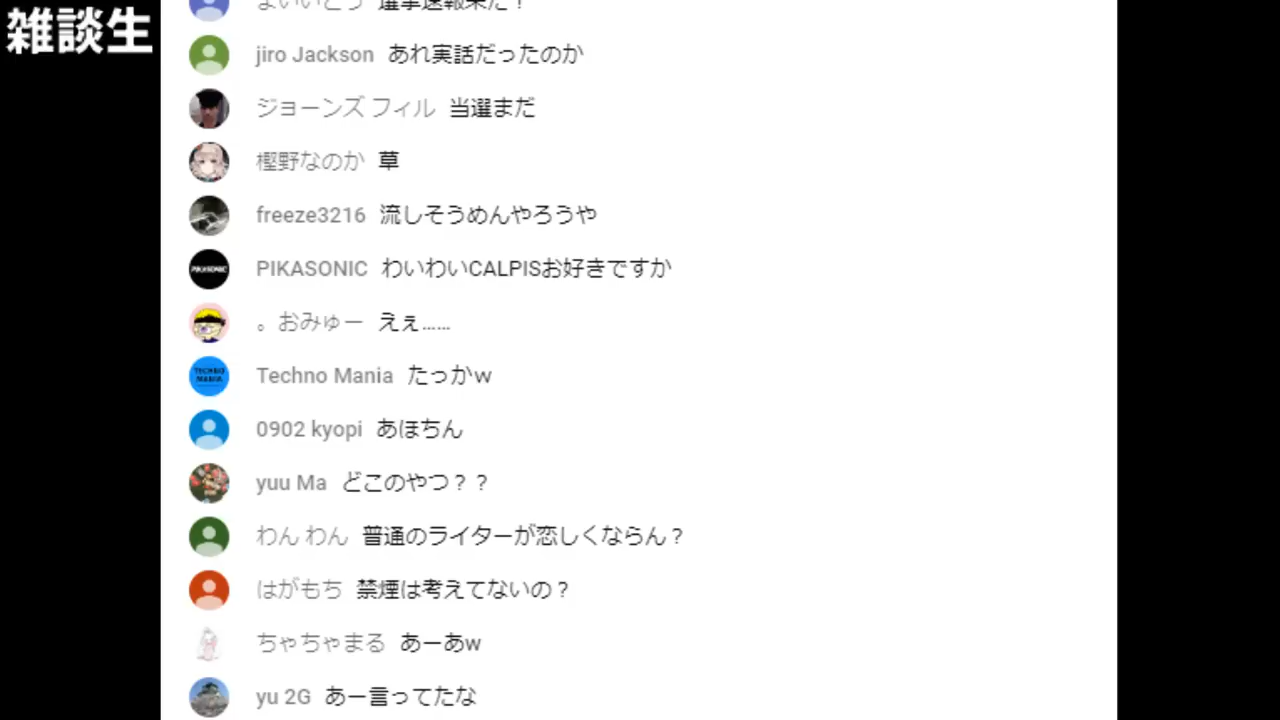 雑談生
jiro Jackson あれ実話だったのか
ジョーンズ フィル 当選まだ
樫野なのか 草
freeze3216 流しそうめんやろうや
PIKASONIC わいわいCALPISお好きですか
。おみゅー えぇ……
Techno Mania たっかw
0902 kyopi あほちん
yuu Ma どこのやつ？？
わん わん 普通のライターが恋しくならん？
はがもち 禁煙は考えてないの？
ちゃちゃまる あーあw
yu 2G あー言ってたな